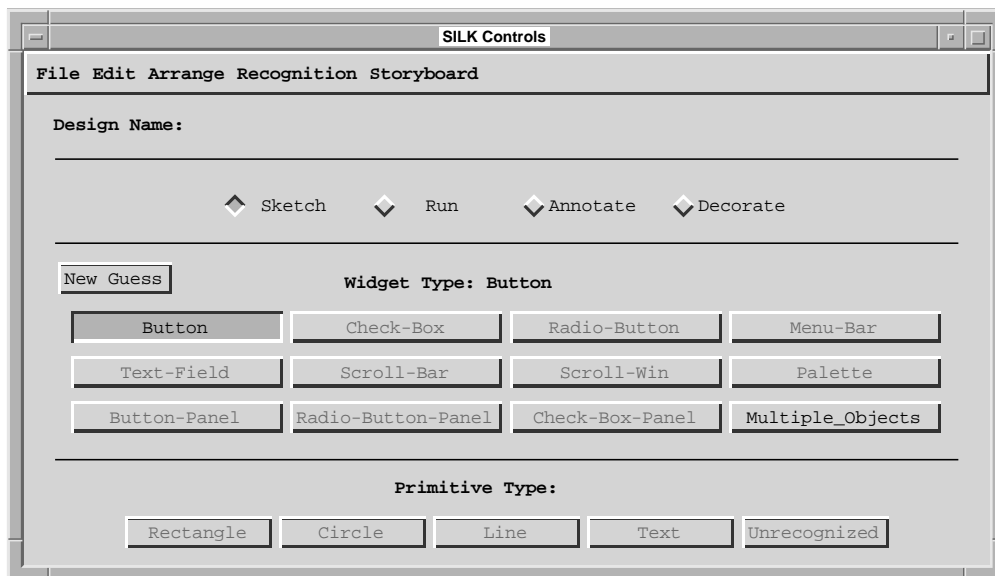 SILK Controls
File Edit Arrange Recognition Storyboard
Design Name:
Sketch Run Annotate Decorate
New Guess
Widget Type: Button
Button Check-Box Radio-Button Menu-Bar
Text-Field Scroll-Bar Scroll-Win Palette
Button-Panel Radio-Button-Panel Check-Box-Panel Multiple_Objects
Primitive Type:
Rectangle Circle Line Text Unrecognized